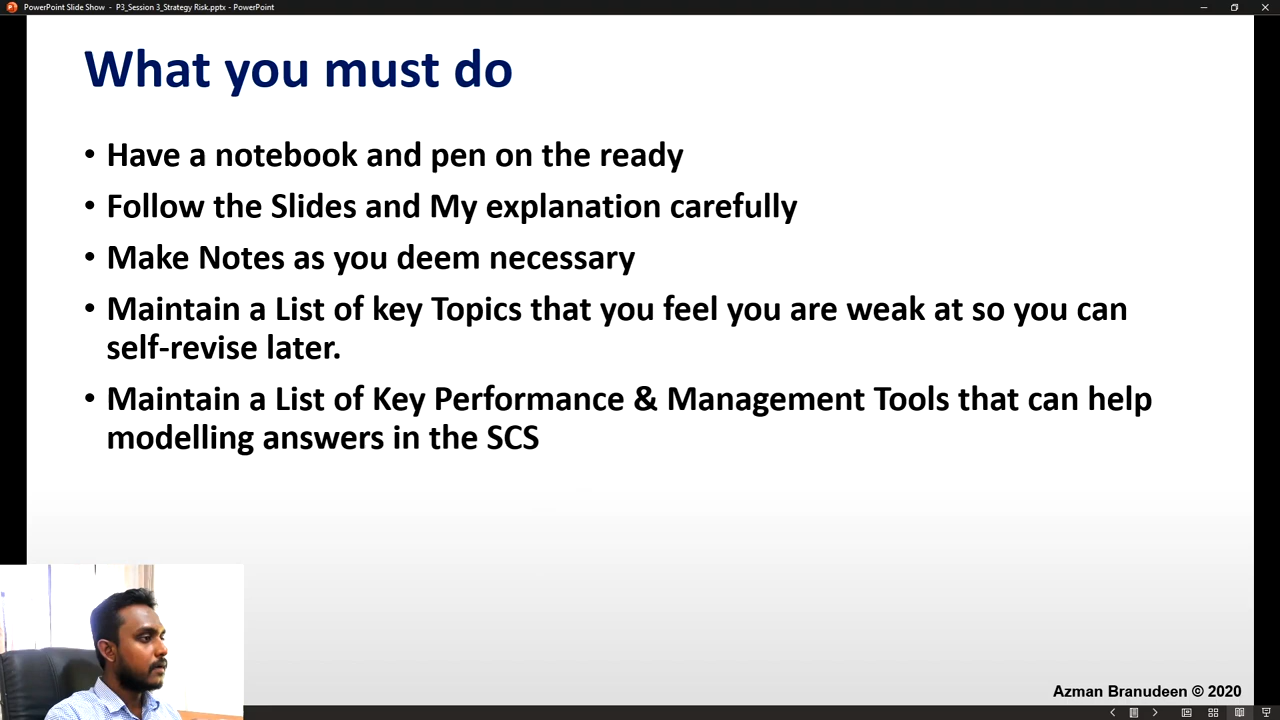 PowerPoint Slide Show - P3_Session 3_Strategy Risk.pptx - PowerPoint
What you must do
• Have a notebook and pen on the ready
• Follow the Slides and My explanation carefully
• Make Notes as you deem necessary
• Maintain a List of key Topics that you feel you are weak at so you can
self-revise later.
• Maintain a List of Key Performance & Management Tools that can help
modelling answers in the SCS
Azman Branudeen © 2020